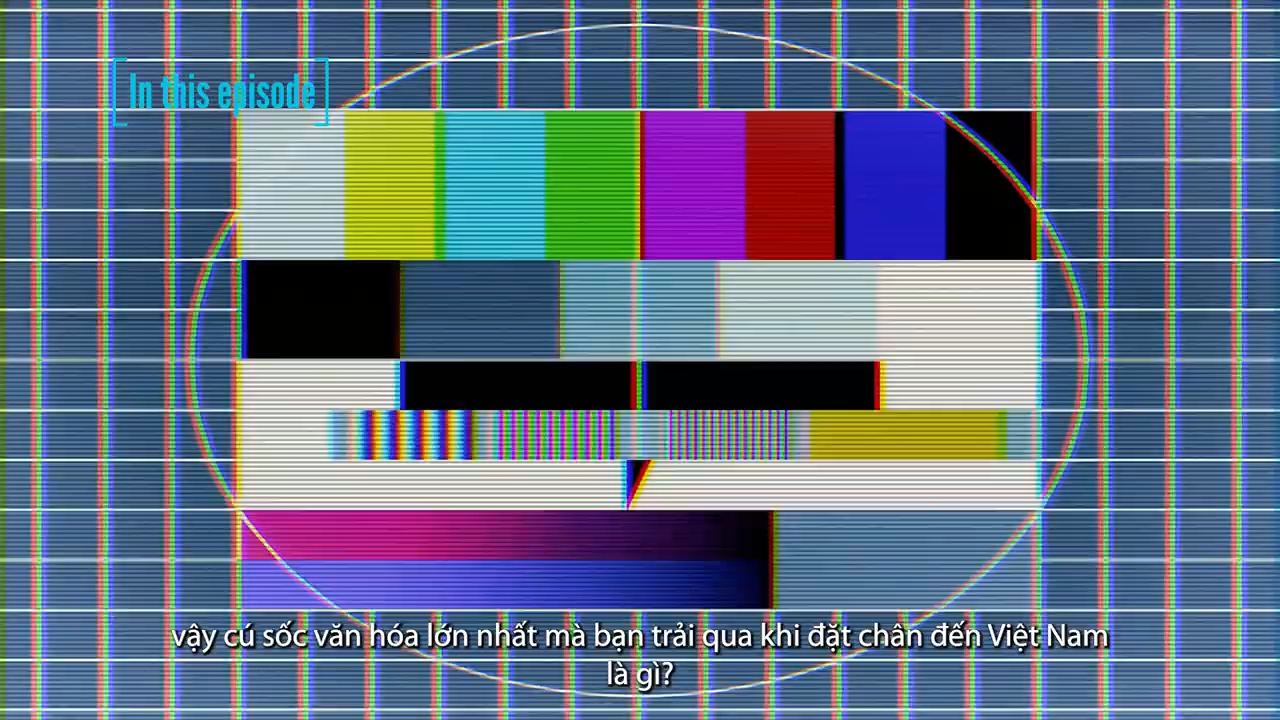 [In this episode]
vậy cú sốc văn hóa lớn nhất mà bạn trải qua khi đặt chân đến Việt Nam
là gì?